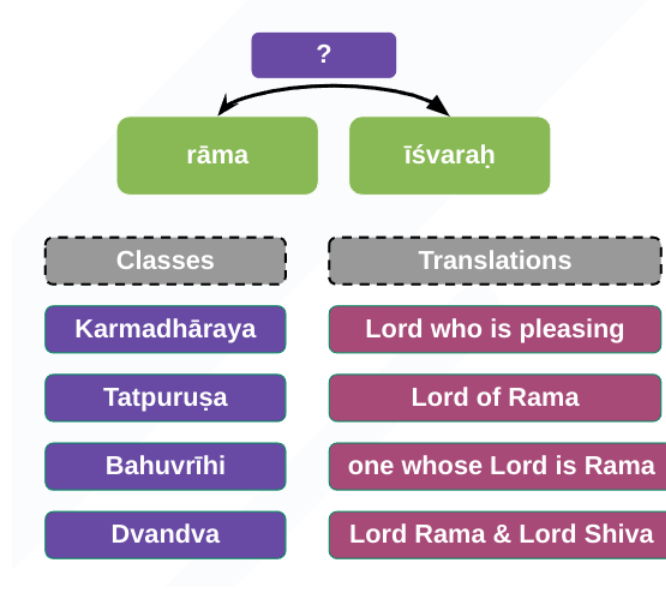 ?
rāma īśvaraḥ
Classes Translations
Karmadhāraya Lord who is pleasing
Tatpuruṣa Lord of Rama
Bahuvrīhi one whose Lord is Rama
Dvandva Lord Rama & Lord Shiva